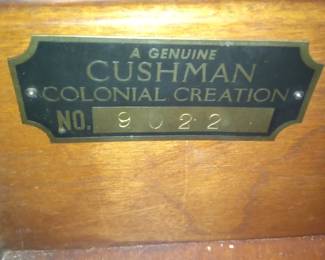 A GENUINE
CUSHMAN
COLONIAL CREATION
NO. 9022